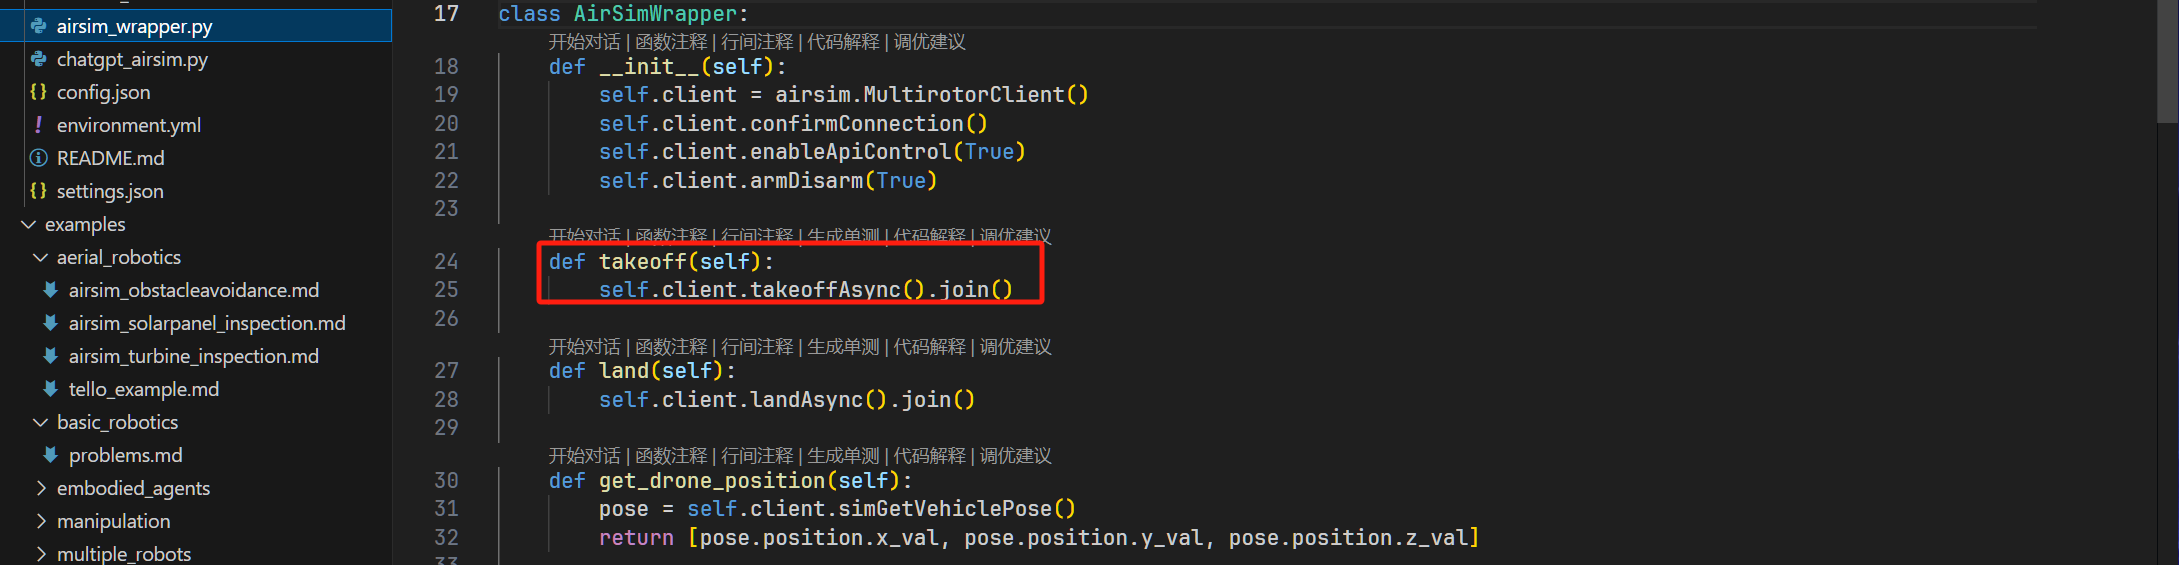 airsim_wrapper.py
chatgpt_airsim.py
config.json
environment.yml
README.md
settings.json
examples
aerial_robotics
airsim_obstacleavoidance.md
airsim_solarpanel_inspection.md
airsim_turbine_inspection.md
tello_example.md
basic_robotics
problems.md
embodied_agents
manipulation
multiple_robots
17 class AirSimWrapper:
开始对话 | 函数注释 | 行间注释 | 代码解释 | 调优建议
18 def __init__(self):
19 self.client = airsim.MultirotorClient()
20 self.client.confirmConnection()
21 self.client.enableApiControl(True)
22 self.client.armDisarm(True)
23
开始对话 | 函数注释 | 行间注释 | 生成单测 | 代码解释 | 调优建议
24 def takeoff(self):
25 self.client.takeoffAsync().join()
26
开始对话 | 函数注释 | 行间注释 | 生成单测 | 代码解释 | 调优建议
27 def land(self):
28 self.client.landAsync().join()
29
开始对话 | 函数注释 | 行间注释 | 生成单测 | 代码解释 | 调优建议
30 def get_drone_position(self):
31 pose = self.client.simGetVehiclePose()
32 return [pose.position.x_val, pose.position.y_val, pose.position.z_val]